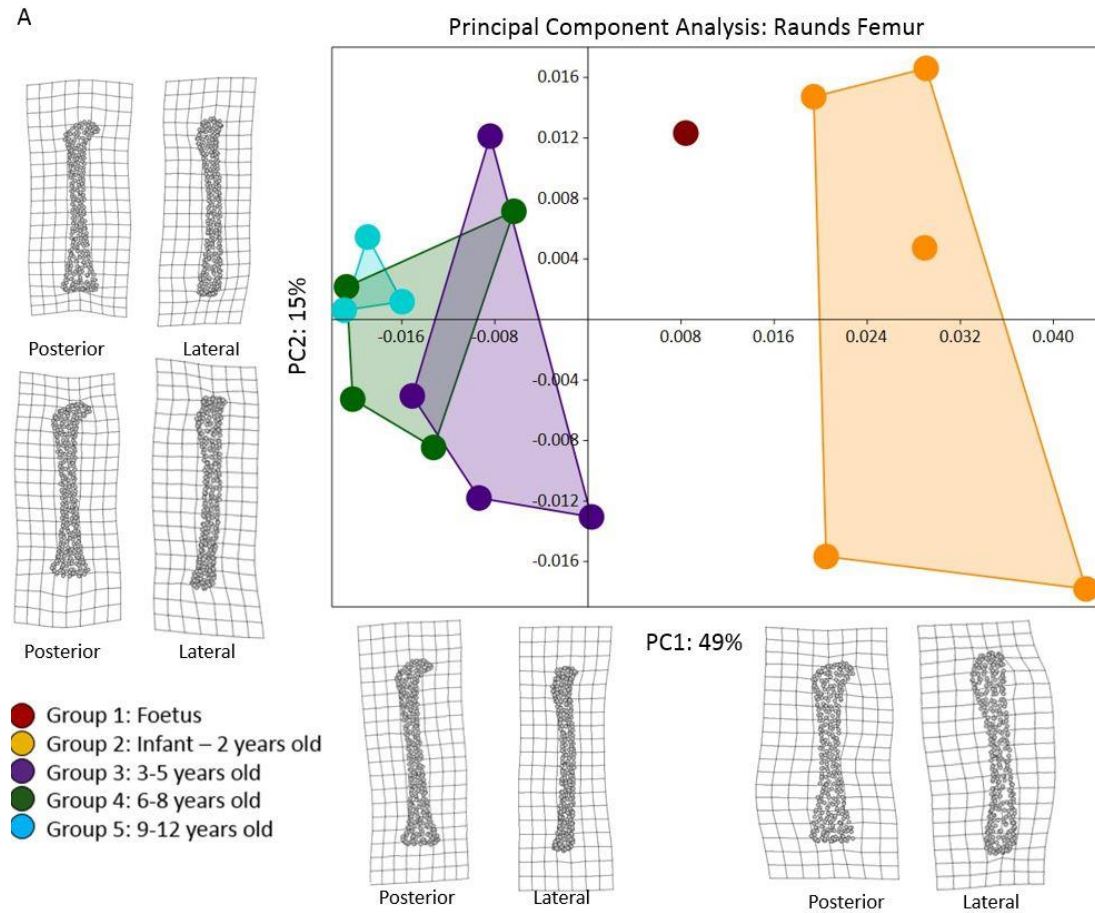 A
Principal Component Analysis: Raunds Femur
Posterior
Lateral
Posterior
Lateral
PC2: 15%
0.016
0.012
0.008
0.004
-0.016
-0.008
0.008
0.016
0.024
0.032
0.040
-0.004
-0.008
-0.012
-0.016
PC1: 49%
Group 1: Foetus
Group 2: Infant – 2 years old
Group 3: 3-5 years old
Group 4: 6-8 years old
Group 5: 9-12 years old
Posterior
Lateral
Posterior
Lateral